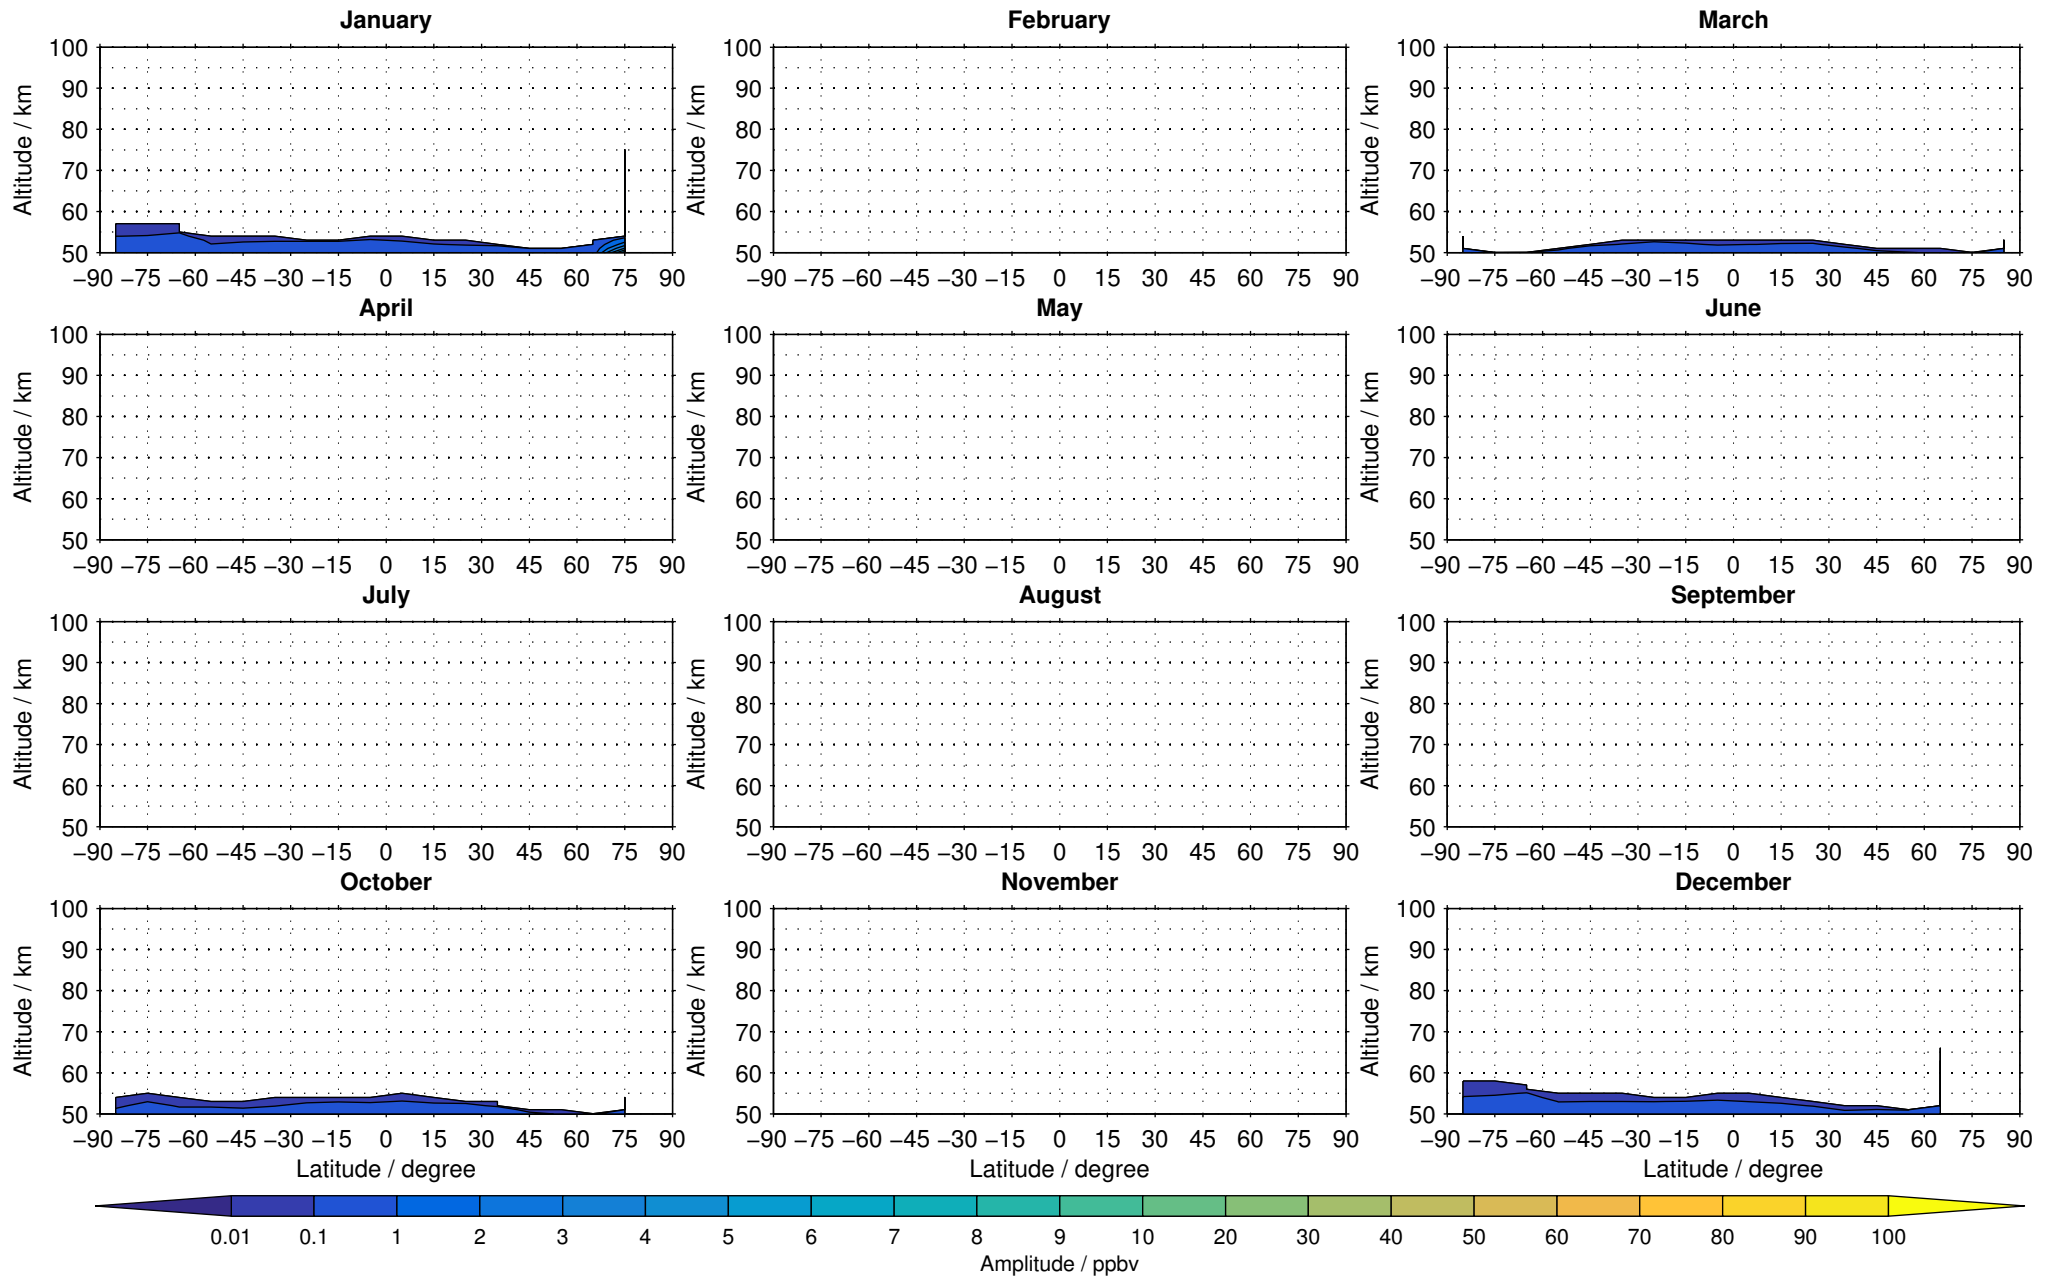 January February March
100 100 100
Altitude / km Altitude / km Altitude / km
90 90 90
80 80 80
70 70 70
60 60 60
50 50 50
−90 −75 −60 −45 −30 −15 0 15 30 45 60 75 90 −90 −75 −60 −45 −30 −15 0 15 30 45 60 75 90 −90 −75 −60 −45 −30 −15 0 15 30 45 60 75 90
April May June
100 100 100
Altitude / km Altitude / km Altitude / km
90 90 90
80 80 80
70 70 70
60 60 60
50 50 50
−90 −75 −60 −45 −30 −15 0 15 30 45 60 75 90 −90 −75 −60 −45 −30 −15 0 15 30 45 60 75 90 −90 −75 −60 −45 −30 −15 0 15 30 45 60 75 90
July August September
100 100 100
Altitude / km Altitude / km Altitude / km
90 90 90
80 80 80
70 70 70
60 60 60
50 50 50
−90 −75 −60 −45 −30 −15 0 15 30 45 60 75 90 −90 −75 −60 −45 −30 −15 0 15 30 45 60 75 90 −90 −75 −60 −45 −30 −15 0 15 30 45 60 75 90
October November December
100 100 100
Altitude / km Altitude / km Altitude / km
90 90 90
80 80 80
70 70 70
60 60 60
50 50 50
−90 −75 −60 −45 −30 −15 0 15 30 45 60 75 90 −90 −75 −60 −45 −30 −15 0 15 30 45 60 75 90 −90 −75 −60 −45 −30 −15 0 15 30 45 60 75 90
Latitude / degree Latitude / degree Latitude / degree
0.01 0.1 1 2 3 4 5 6 7 8 9 10 20 30 40 50 60 70 80 90 100
Amplitude / ppbv